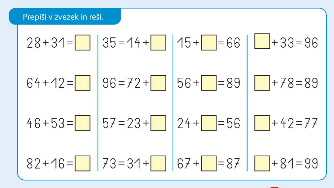 Prepiši v zvezek in reši.
28+31=□ 35=14+□ 15+□=66 □+33=96
64+12=□ 96=72+□ 56+□=89 □+78=89
46+53=□ 57=23+□ 24+□=56 □+42=77
82+16=□ 73=31+□ 67+□=87 □+81=99